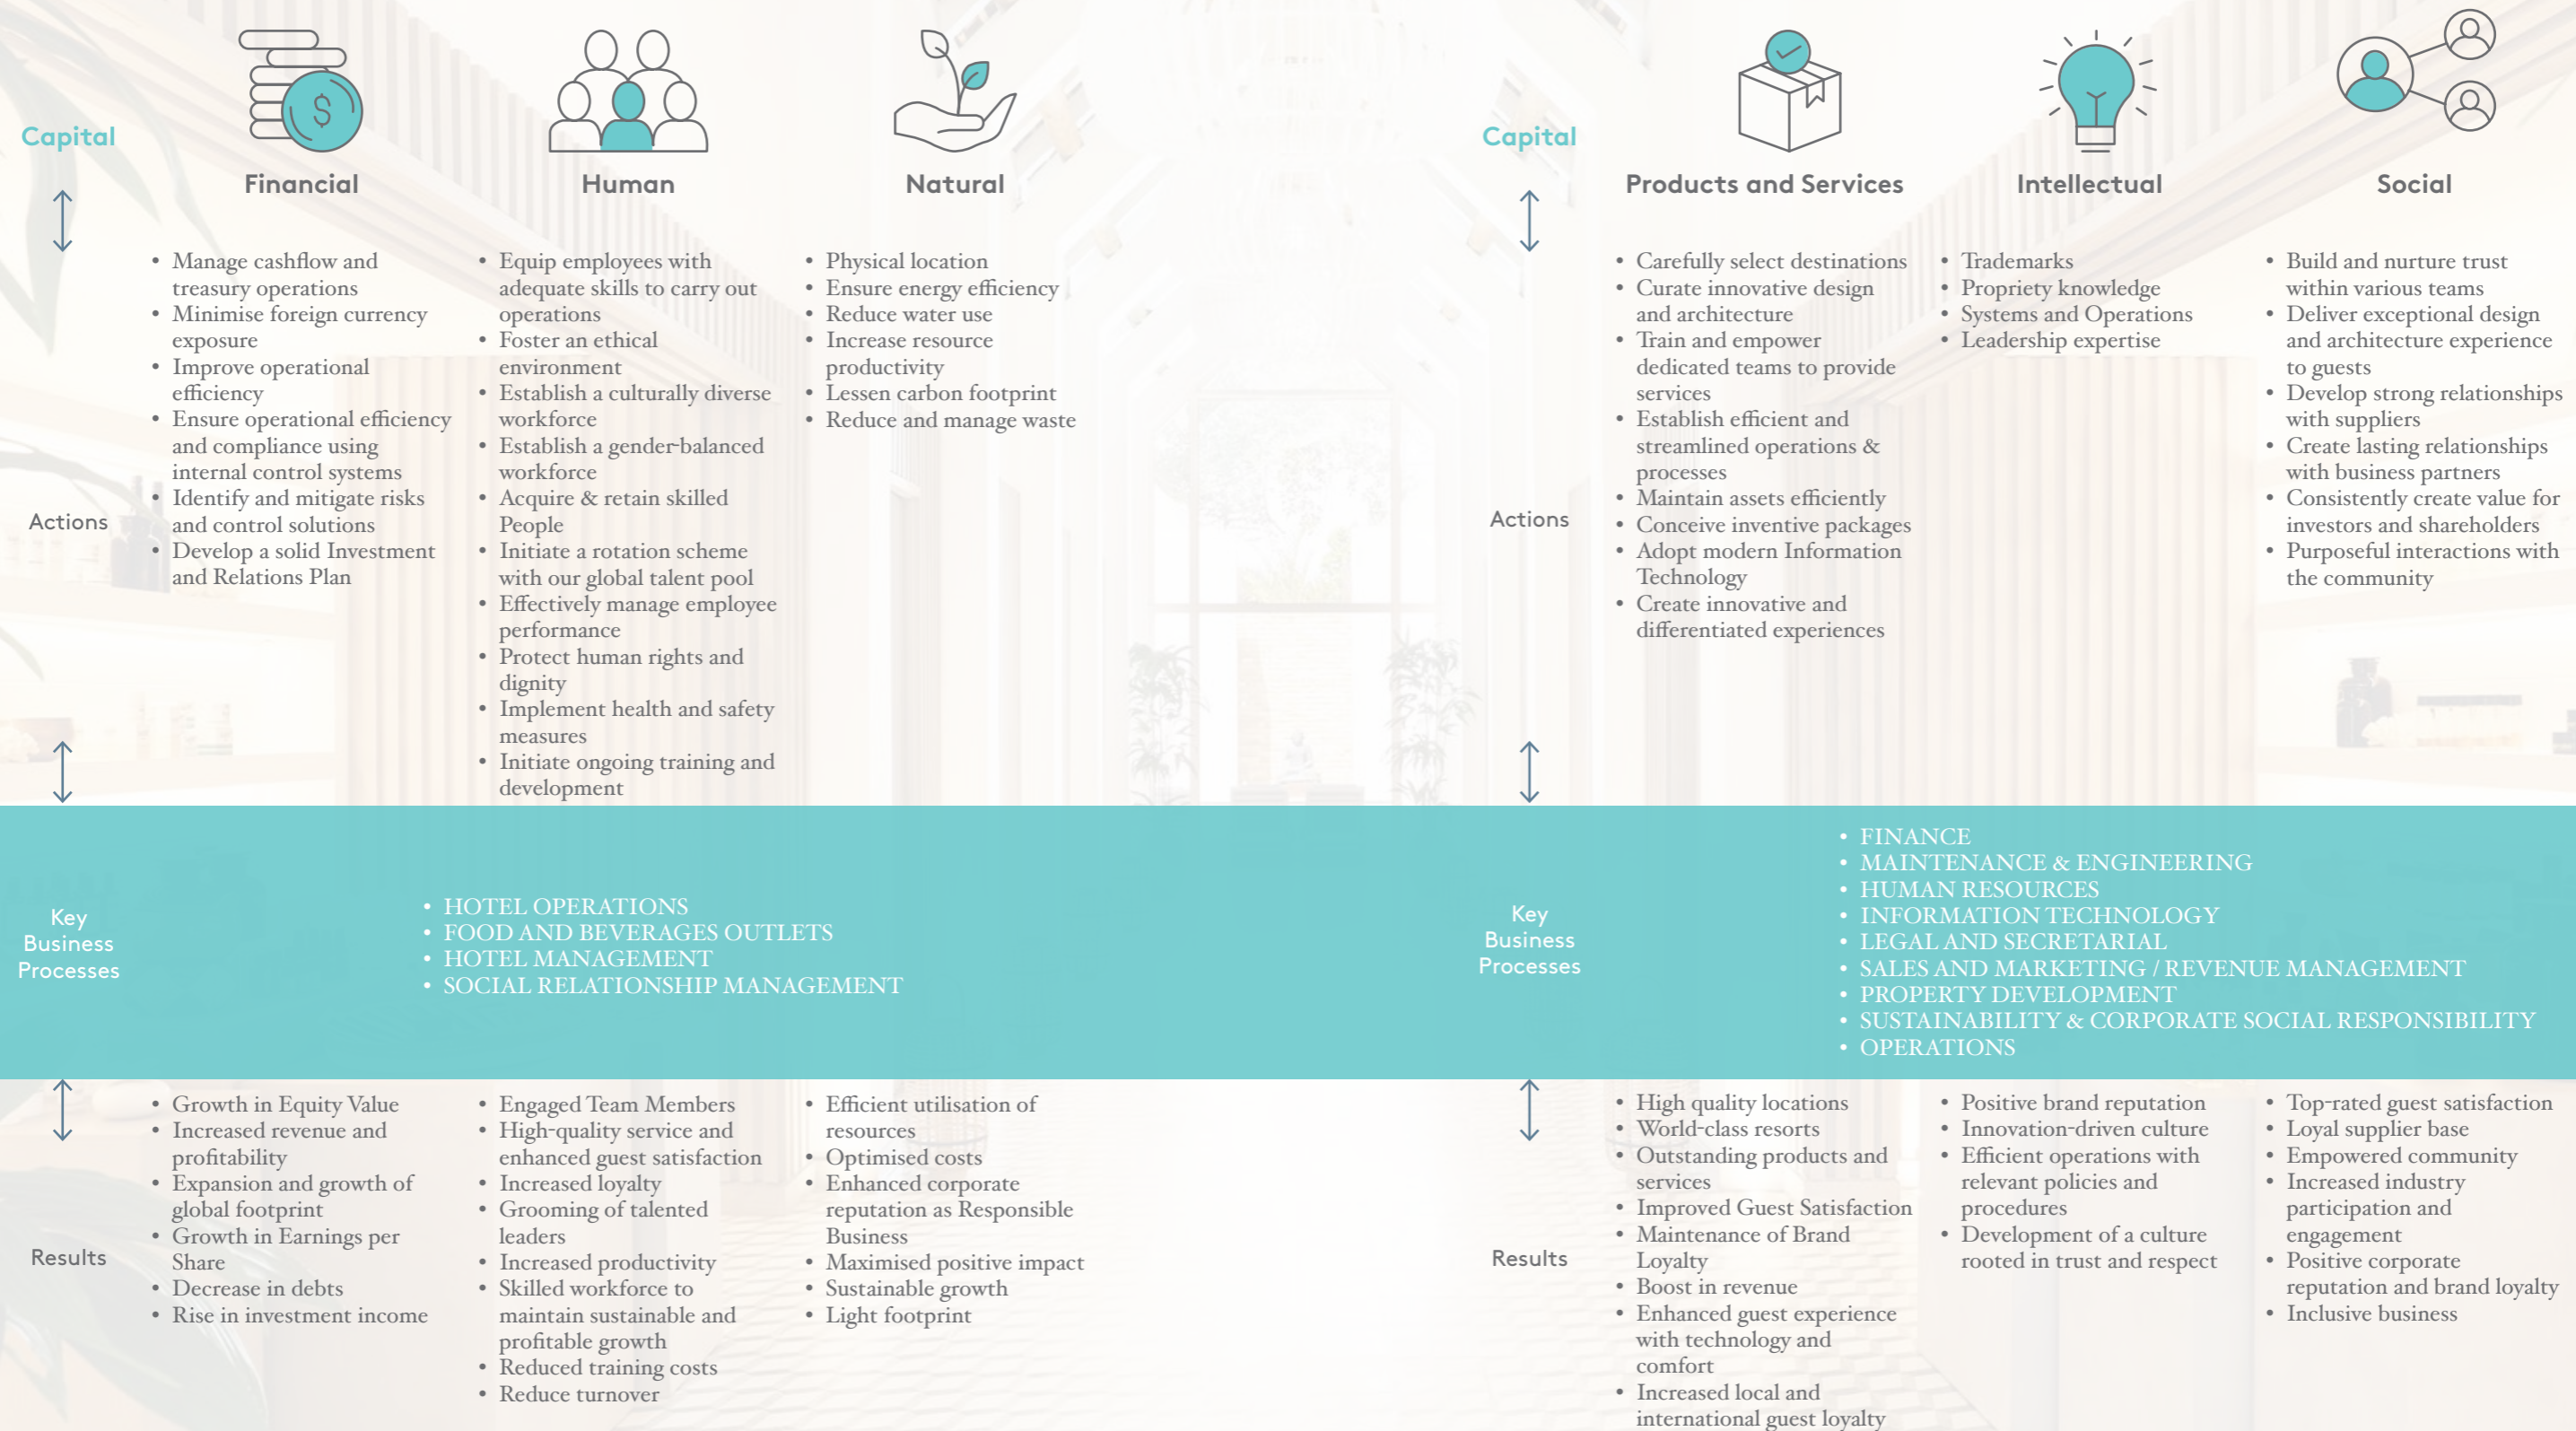 Capital
Financial
Human
Natural
• Manage cashflow and
treasury operations
• Minimise foreign currency
exposure
• Improve operational
efficiency
• Ensure operational efficiency
and compliance using
internal control systems
• Identify and mitigate risks
and control solutions
• Develop a solid Investment
and Relations Plan
• Equip employees with
adequate skills to carry out
operations
• Foster an ethical
environment
• Establish a culturally diverse
workforce
• Establish a gender-balanced
workforce
• Acquire & retain skilled
People
• Initiate a rotation scheme
with our global talent pool
• Effectively manage employee
performance
• Protect human rights and
dignity
• Implement health and safety
measures
• Initiate ongoing training and
development
• Physical location
• Ensure energy efficiency
• Reduce water use
• Increase resource
productivity
• Lessen carbon footprint
• Reduce and manage waste
Actions
Key
Business
Processes
• HOTEL OPERATIONS
• FOOD AND BEVERAGES OUTLETS
• HOTEL MANAGEMENT
• SOCIAL RELATIONSHIP MANAGEMENT
Results
• Growth in Equity Value
• Increased revenue and
profitability
• Expansion and growth of
global footprint
• Growth in Earnings per
Share
• Decrease in debts
• Rise in investment income
• Engaged Team Members
• High-quality service and
enhanced guest satisfaction
• Increased loyalty
• Grooming of talented
leaders
• Increased productivity
• Skilled workforce to
maintain sustainable and
profitable growth
• Reduced training costs
• Reduce turnover
• Efficient utilisation of
resources
• Optimised costs
• Enhanced corporate
reputation as Responsible
Business
• Maximised positive impact
• Sustainable growth
• Light footprint
Capital
Products and Services
Intellectual
Social
• Carefully select destinations
• Curate innovative design
and architecture
• Train and empower
dedicated teams to provide
services
• Establish efficient and
streamlined operations &
processes
• Maintain assets efficiently
• Conceive inventive packages
• Adopt modern Information
Technology
• Create innovative and
differentiated experiences
• Trademarks
• Propriety knowledge
• Systems and Operations
• Leadership expertise
• Build and nurture trust
within various teams
• Deliver exceptional design
and architecture experience
to guests
• Develop strong relationships
with suppliers
• Create lasting relationships
with business partners
• Consistently create value for
investors and shareholders
• Purposeful interactions with
the community
Actions
Key
Business
Processes
• FINANCE
• MAINTENANCE & ENGINEERING
• HUMAN RESOURCES
• INFORMATION TECHNOLOGY
• LEGAL AND SECRETARIAL
• SALES AND MARKETING / REVENUE MANAGEMENT
• PROPERTY DEVELOPMENT
• SUSTAINABILITY & CORPORATE SOCIAL RESPONSIBILITY
• OPERATIONS
Results
• High quality locations
• World-class resorts
• Outstanding products and
services
• Improved Guest Satisfaction
• Maintenance of Brand
Loyalty
• Boost in revenue
• Enhanced guest experience
with technology and
comfort
• Increased local and
international guest loyalty
• Positive brand reputation
• Innovation-driven culture
• Efficient operations with
relevant policies and
procedures
• Development of a culture
rooted in trust and respect
• Top-rated guest satisfaction
• Loyal supplier base
• Empowered community
• Increased industry
participation and
engagement
• Positive corporate
reputation and brand loyalty
• Inclusive business